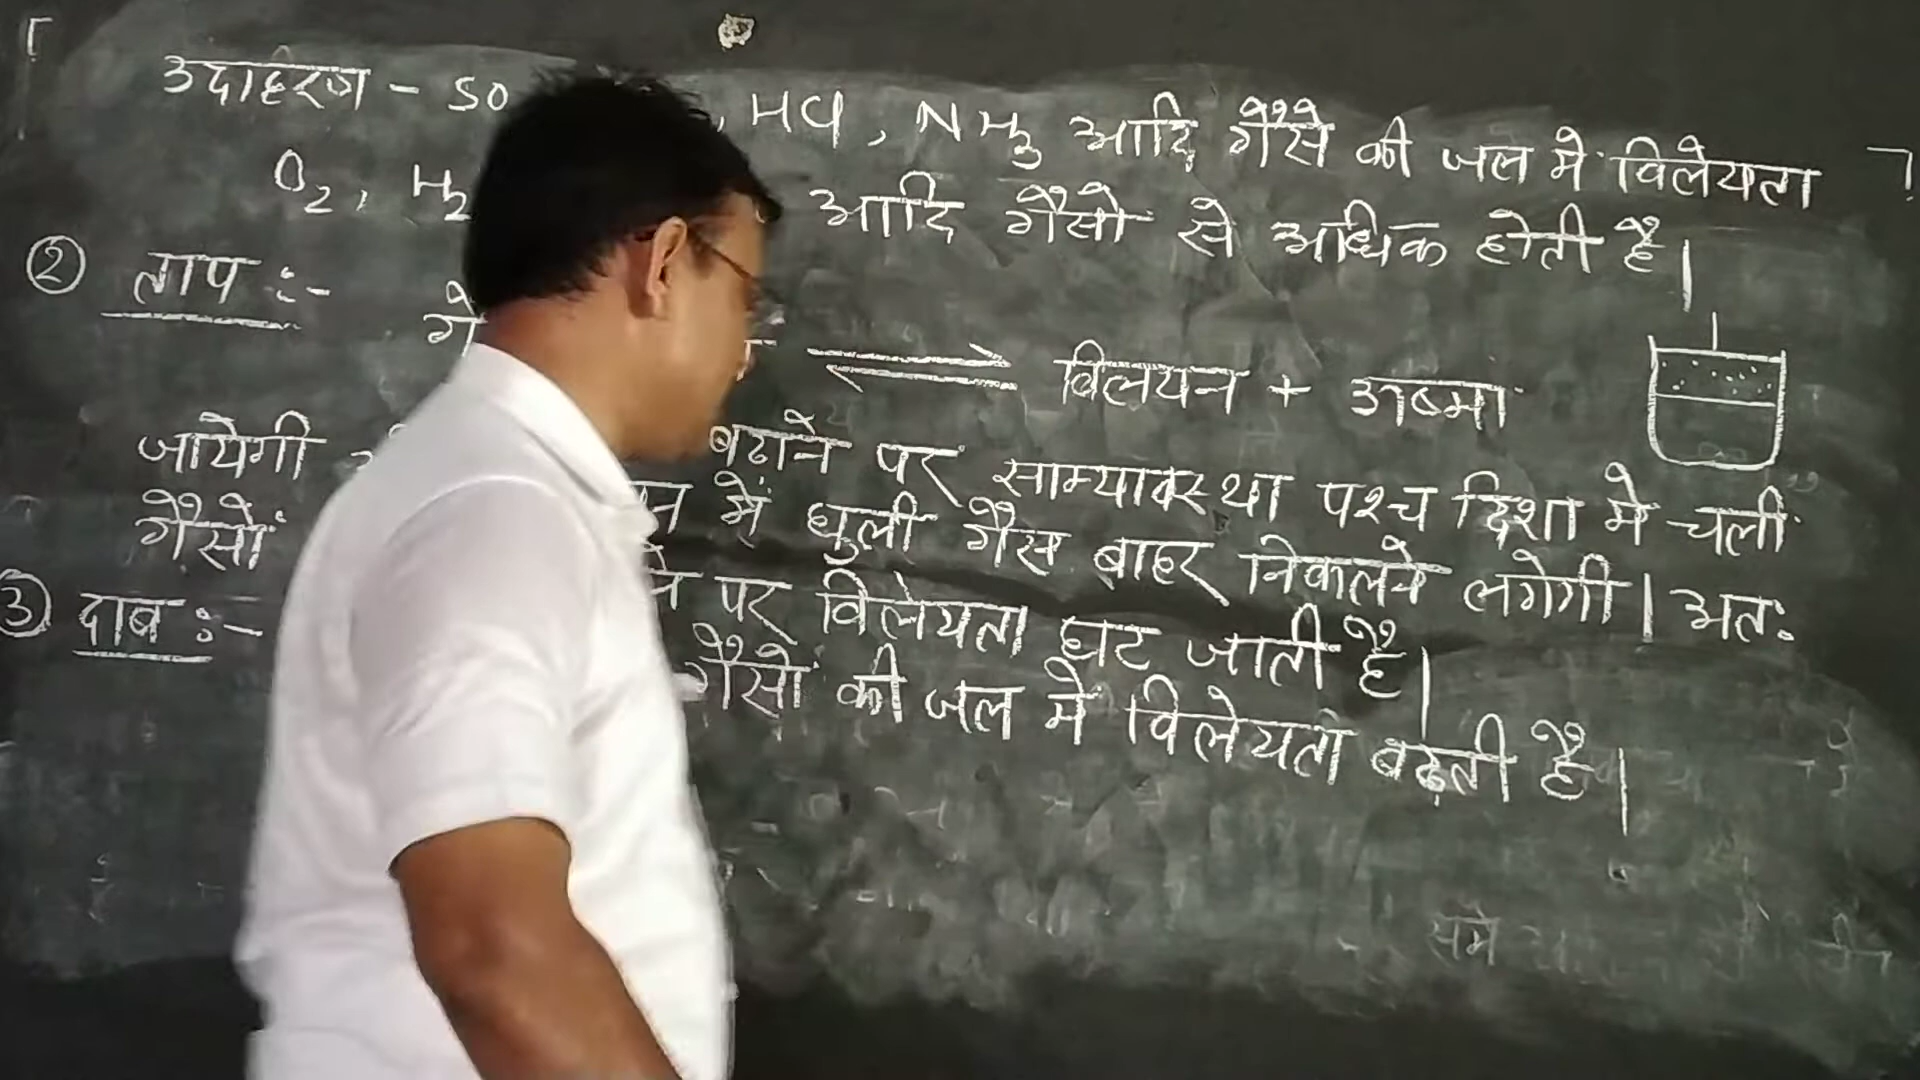 उदाहरण - SO , HCl , NH3 आदि गैसे की जल मे विलेयता
O2 , H2 आदि गैसो से अधिक होती है।
② ताप :- गै ⇌ विलयन + ऊष्मा
जायेगी बढाने पर साम्यावस्था पश्च दिशा मे चली
गैसों में घुली गैस बाहर निकलने लगेगी। अतः
③ दाब :- पर विलेयता घट जाती है।
गैसों की जल मे विलेयता बढ़ती है।